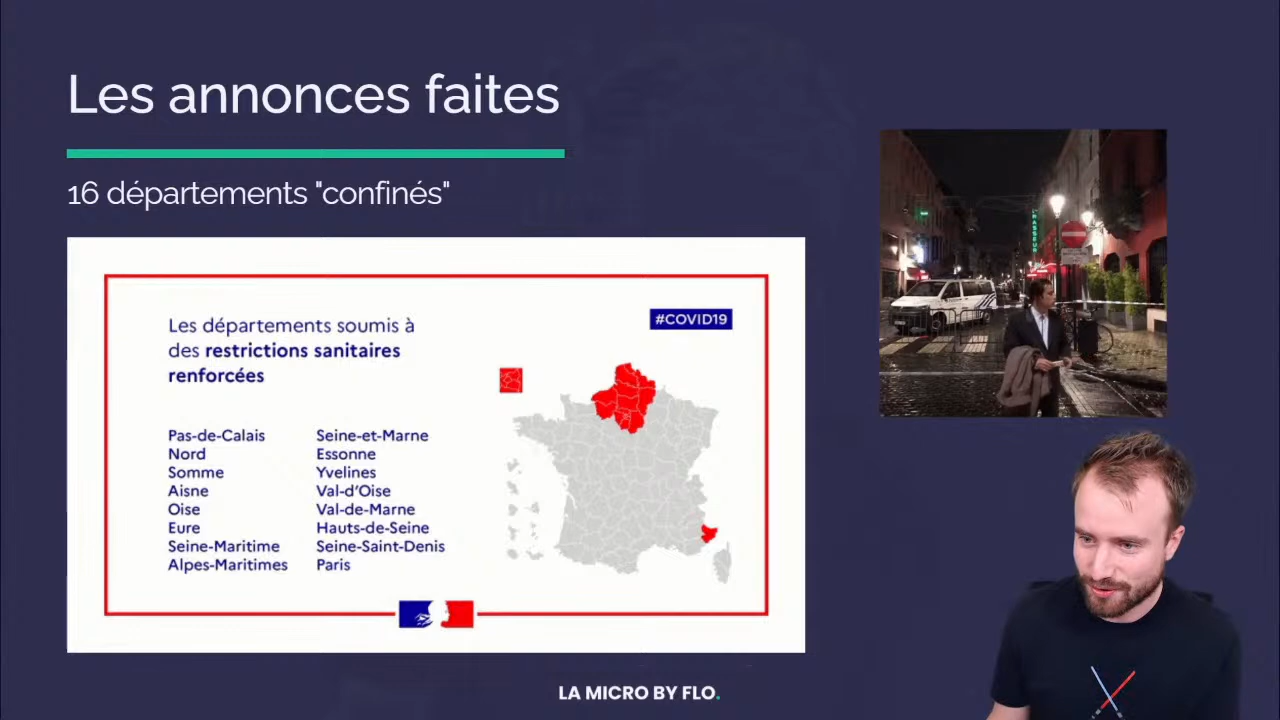 Les annonces faites
16 départements "confinés"
Les départements soumis à
des restrictions sanitaires
renforcées
#COVID19
Pas-de-Calais
Nord
Somme
Aisne
Oise
Eure
Seine-Maritime
Alpes-Maritimes
Seine-et-Marne
Essonne
Yvelines
Val-d'Oise
Val-de-Marne
Hauts-de-Seine
Seine-Saint-Denis
Paris
LA MICRO BY FLO.